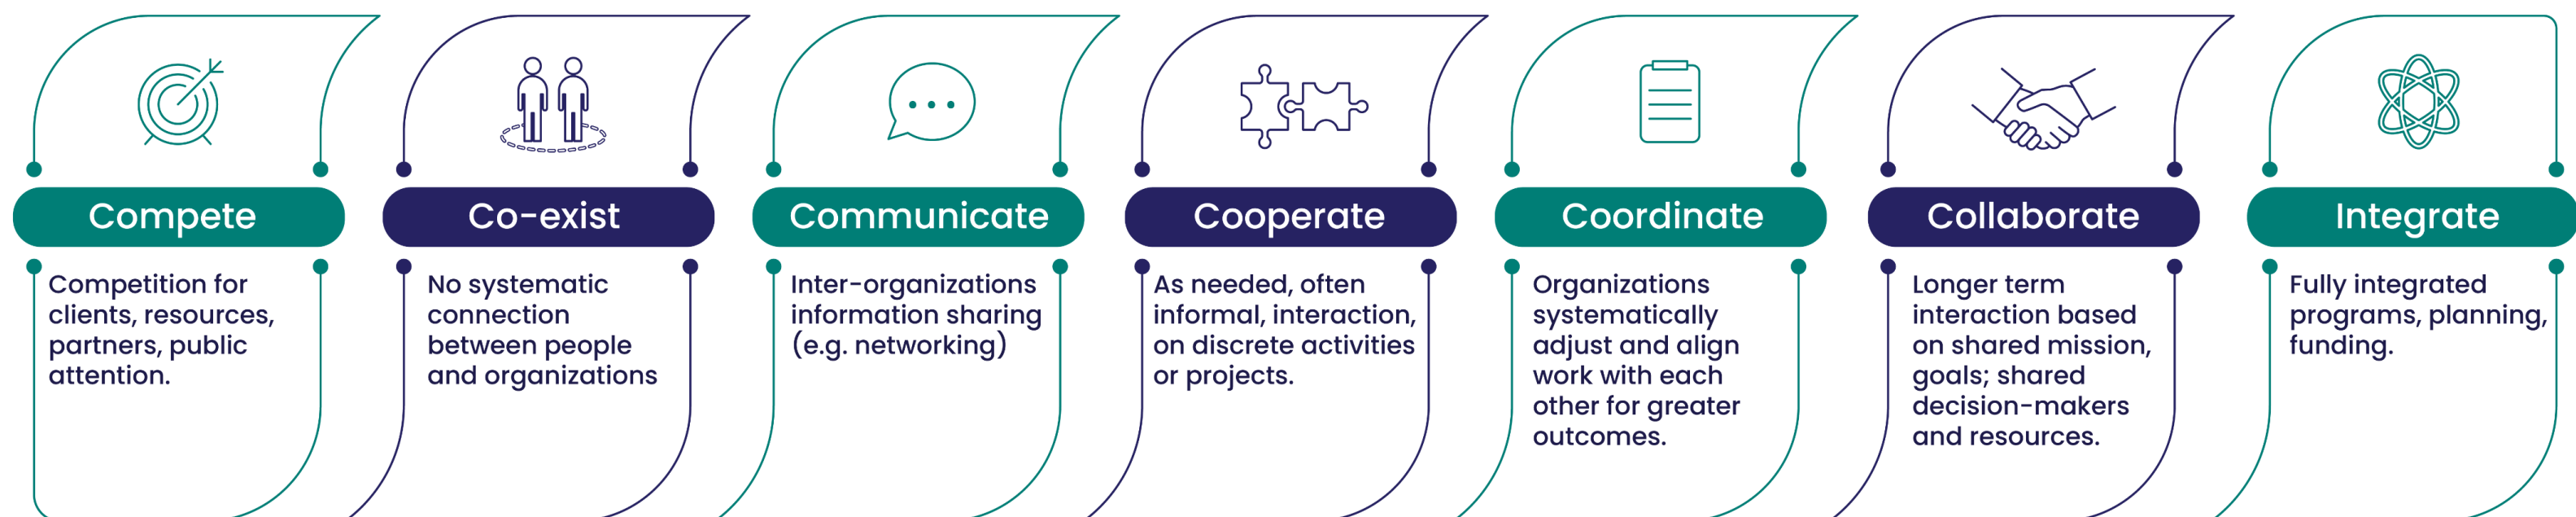 Compete
Competition for
clients, resources,
partners, public
attention.
Co-exist
No systematic
connection
between people
and organizations
Communicate
Inter-organizations
information sharing
(e.g. networking)
Cooperate
As needed, often
informal, interaction,
on discrete activities
or projects.
Coordinate
Organizations
systematically
adjust and align
work with each
other for greater
outcomes.
Collaborate
Longer term
interaction based
on shared mission,
goals; shared
decision-makers
and resources.
Integrate
Fully integrated
programs, planning,
funding.